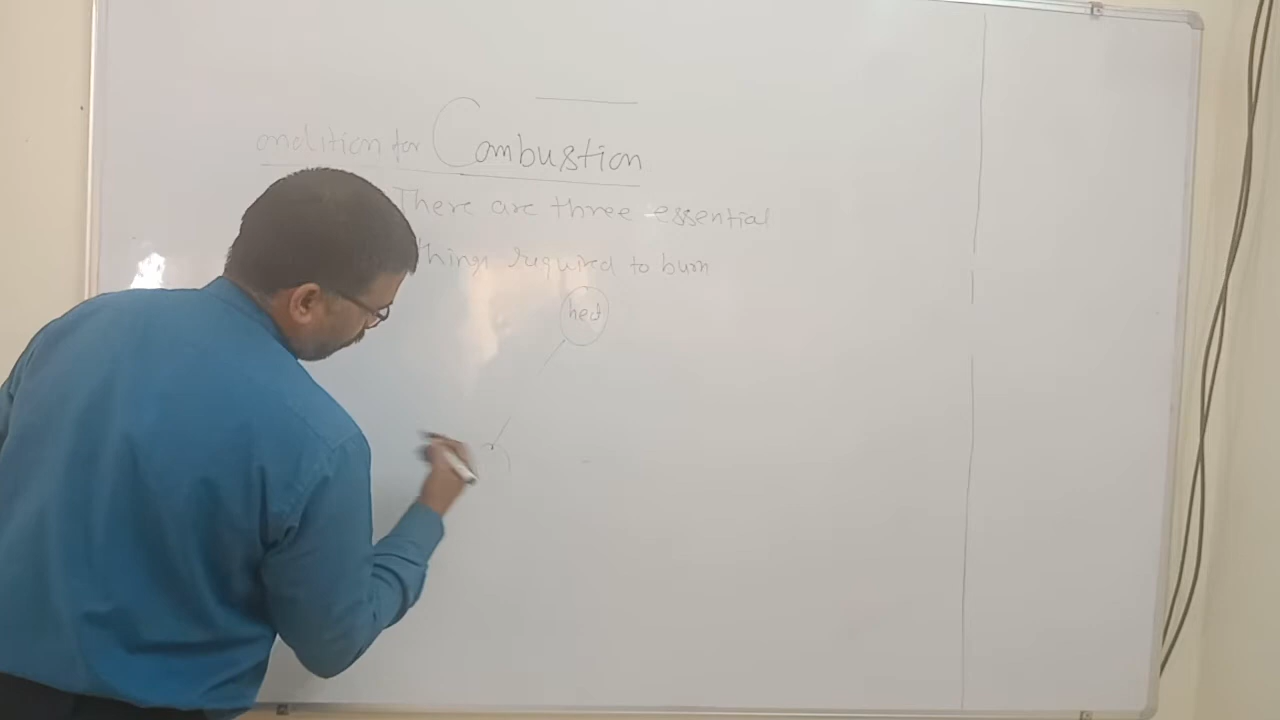 ondition for Combustion
There are three essential
things required to burn
heat